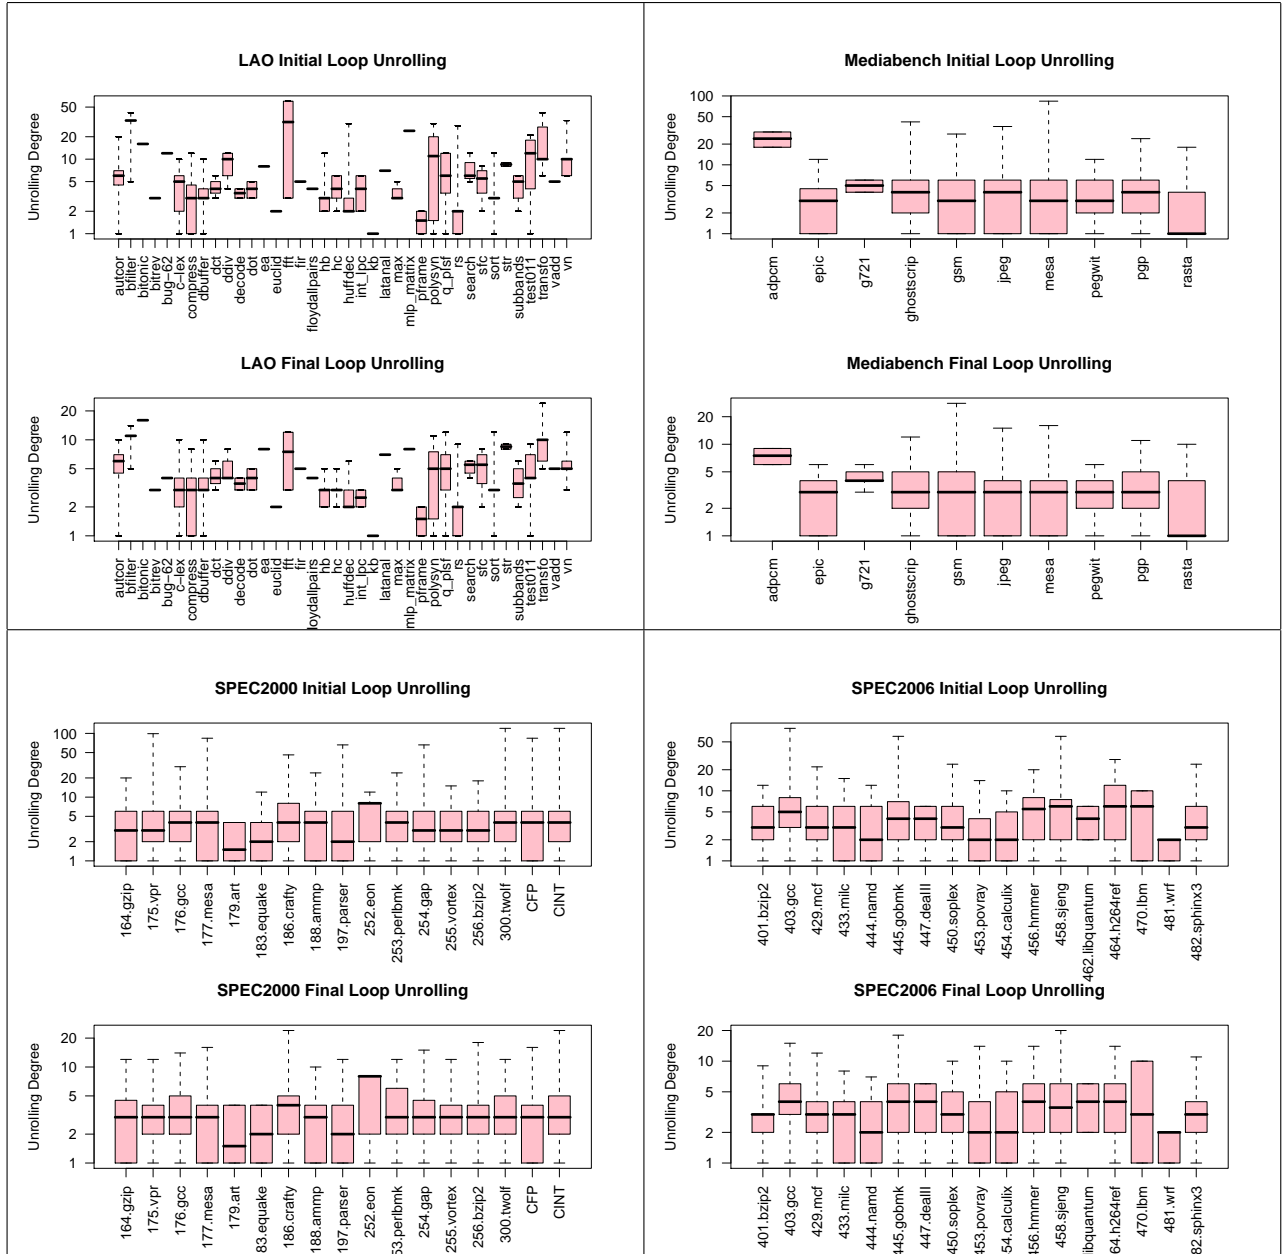 LAO Initial Loop Unrolling
Unrolling Degree
50
20
10
5
2
1
autcor
bfilter
bitonic
bitrev
bug-62
c-lex
compress
dbuffer
dct
ddiv
decode
dot
ea
euclid
fft
fir
floydallpairs
hb
hc
huffdec
int_lpc
kb
latanal
max
mlp_matrix
pframe
polysyn
q_plsf
rs
search
sfc
sort
str
subbands
test011
transfo
vadd
vn
LAO Final Loop Unrolling
Unrolling Degree
20
10
5
2
1
autcor
bfilter
bitonic
bitrev
bug-62
c-lex
compress
dbuffer
dct
ddiv
decode
dot
ea
euclid
fft
fir
loydallpairs
hb
hc
huffdec
int_lpc
kb
latanal
max
mlp_matrix
pframe
polysyn
q_plsf
rs
search
sfc
sort
str
subbands
test011
transfo
vadd
vn
Mediabench Initial Loop Unrolling
Unrolling Degree
100
50
20
10
5
2
1
adpcm
epic
g721
ghostscrip
gsm
jpeg
mesa
pegwit
pgp
rasta
Mediabench Final Loop Unrolling
Unrolling Degree
20
10
5
2
1
adpcm
epic
g721
ghostscrip
gsm
jpeg
mesa
pegwit
pgp
rasta
SPEC2000 Initial Loop Unrolling
Unrolling Degree
100
50
20
10
5
2
1
164.gzip
175.vpr
176.gcc
177.mesa
179.art
183.equake
186.crafty
188.ammp
197.parser
252.eon
253.perlbmk
254.gap
255.vortex
256.bzip2
300.twolf
CFP
CINT
SPEC2000 Final Loop Unrolling
Unrolling Degree
20
10
5
2
1
164.gzip
175.vpr
176.gcc
177.mesa
179.art
83.equake
186.crafty
188.ammp
197.parser
252.eon
53.perlbmk
254.gap
255.vortex
256.bzip2
300.twolf
CFP
CINT
SPEC2006 Initial Loop Unrolling
Unrolling Degree
50
20
10
5
2
1
401.bzip2
403.gcc
429.mcf
433.milc
444.namd
445.gobmk
447.dealII
450.soplex
453.povray
454.calculix
456.hmmer
458.sjeng
462.libquantum
464.h264ref
470.lbm
481.wrf
482.sphinx3
SPEC2006 Final Loop Unrolling
Unrolling Degree
20
10
5
2
1
401.bzip2
403.gcc
429.mcf
433.milc
444.namd
445.gobmk
447.dealII
450.soplex
453.povray
54.calculix
456.hmmer
458.sjeng
ibquantum
64.h264ref
470.lbm
481.wrf
82.sphinx3